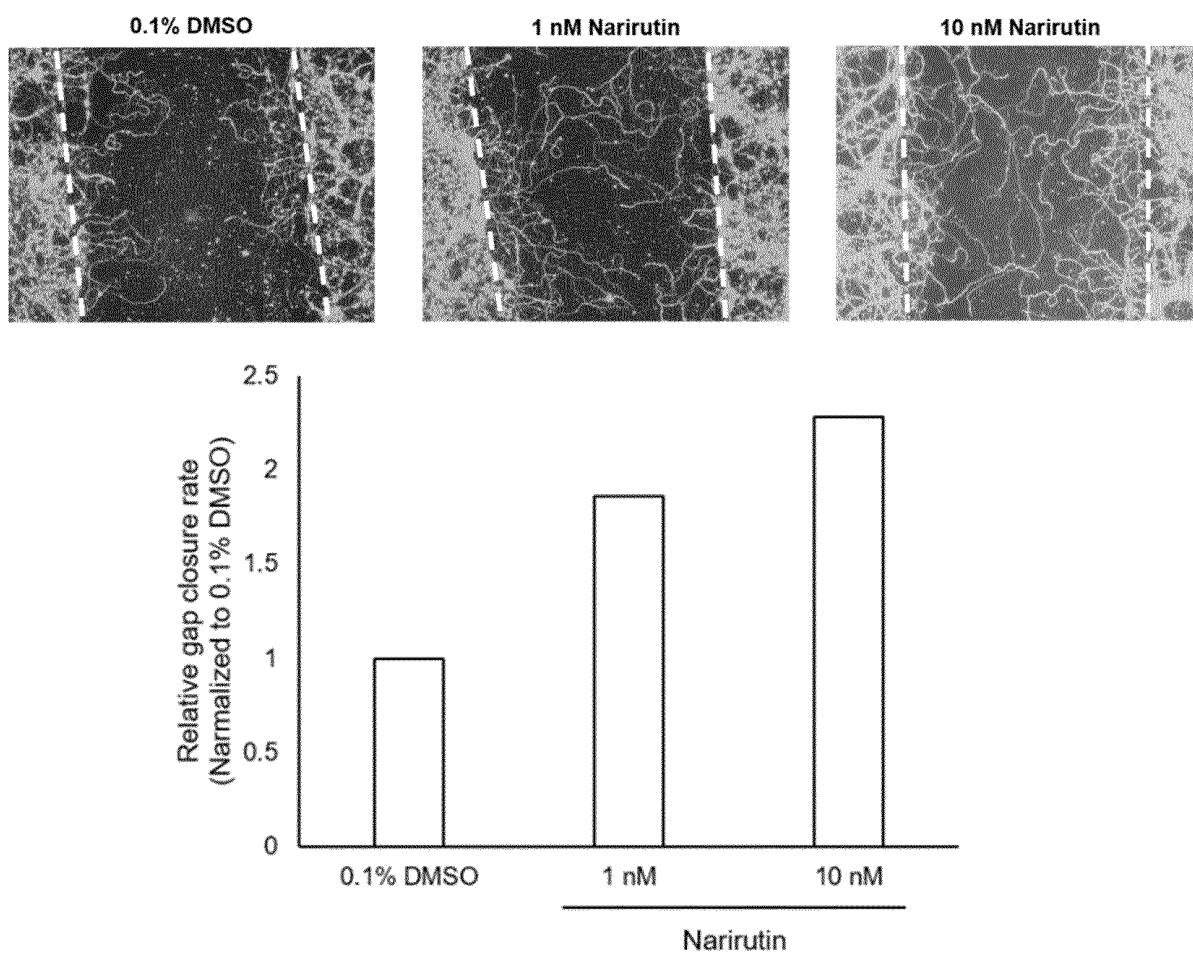 0.1% DMSO
1 nM Narirutin
10 nM Narirutin
Relative gap closure rate
(Narmalized to 0.1% DMSO)
2.5
2
1.5
1
0.5
0
0.1% DMSO
1 nM
10 nM
Narirutin